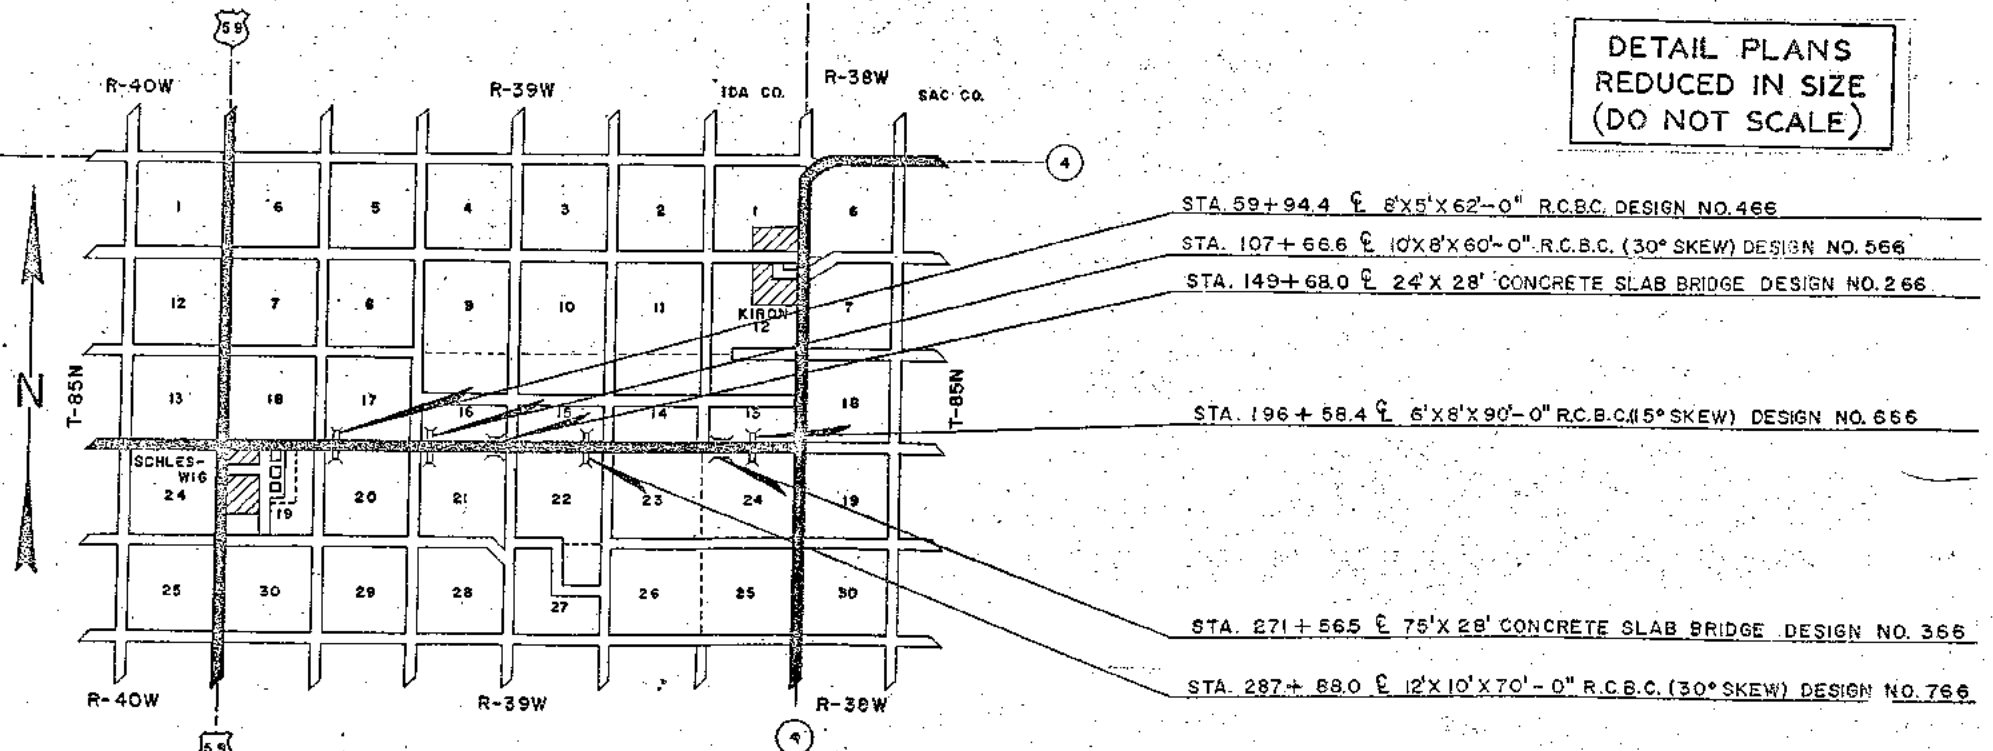 59
DETAIL PLANS
REDUCED IN SIZE
(DO NOT SCALE)
R-40W
R-39W
IDA CO.
R-38W
SAC CO.
4
1 6 5 4 3 2 1 6
STA. 59+94.4 ℄ 8'X5'X62'-0" R.C.B.C. DESIGN NO. 466
STA. 107+66.6 ℄ 10'X8'X60'-0" R.C.B.C. (30° SKEW) DESIGN NO. 566
STA. 149+68.0 ℄ 24'X 28' CONCRETE SLAB BRIDGE DESIGN NO. 266
12 7 8 9 10 11 12 7
KIRON
N
T-85N
13 18 17 16 15 14 13 18
T-85N
STA. 196+58.4 ℄ 6'X8'X90'-0" R.C.B.C. (15° SKEW) DESIGN NO. 666
SCHLES-
WIG
24 19 20 21 22 23 24 19
25 30 29 28 27 26 25 30
STA. 271+56.5 ℄ 75'X 28' CONCRETE SLAB BRIDGE DESIGN NO. 366
STA. 287+88.0 ℄ 12'X10'X70'-0" R.C.B.C. (30° SKEW) DESIGN NO. 766
R-40W
R-39W
R-38W
59
4